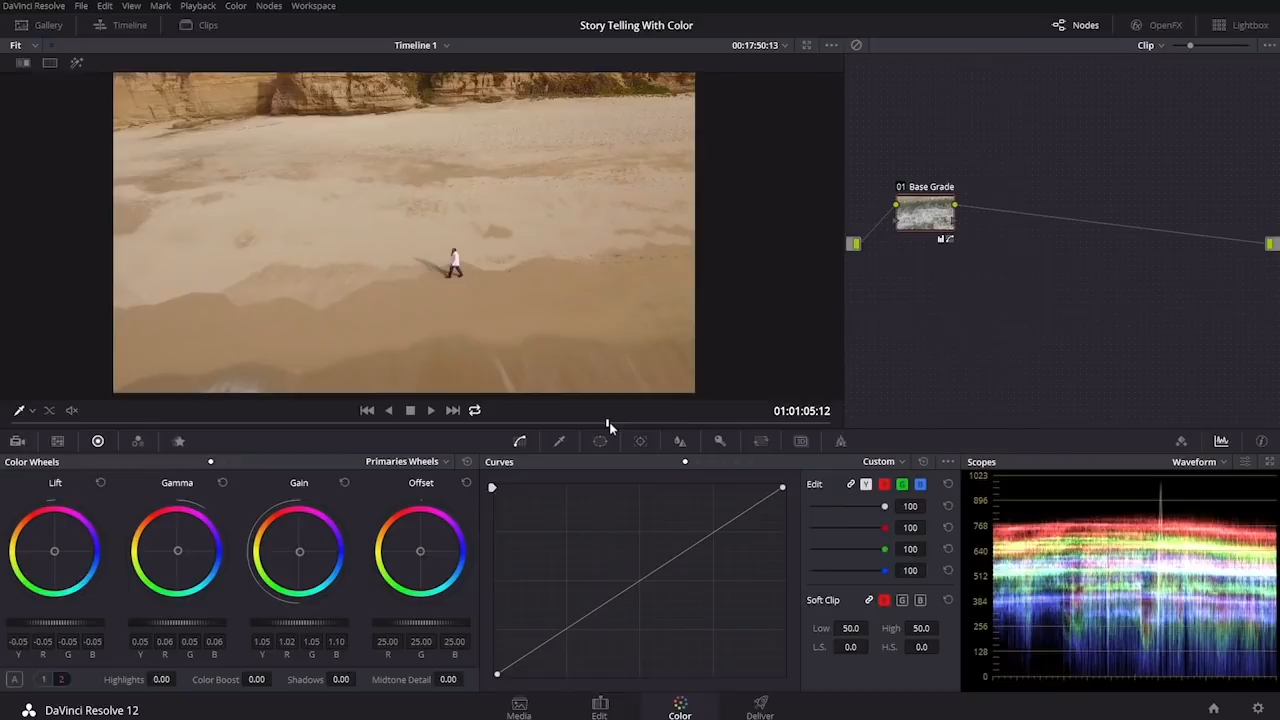 DaVinci Resolve File Edit View Mark Playback Color Nodes Workspace
Gallery Timeline Clips Story Telling With Color Nodes OpenFX Lightbox
Fit Timeline 1 00:17:50:13 Clip
01 Base Grade
01:01:05:12
Color Wheels Primaries Wheels Curves Custom Scopes Waveform
Lift Gamma Gain Offset
Edit Y R G B
100
100
100
100
Soft Clip R G B
Low 50.0 High 50.0
L.S. 0.0 H.S. 0.0
1023
896
768
640
512
384
256
128
0
-0.05 -0.05 -0.05 -0.05 0.05 0.06 0.05 0.06 1.05 1.02 1.05 1.10 25.00 25.00 25.00
Y R G B Y R G B Y R G B R G B
A 1 2 Highlights 0.00 Color Boost 0.00 Shadows 0.00 Midtone Detail 0.00
DaVinci Resolve 12 Media Edit Color Deliver